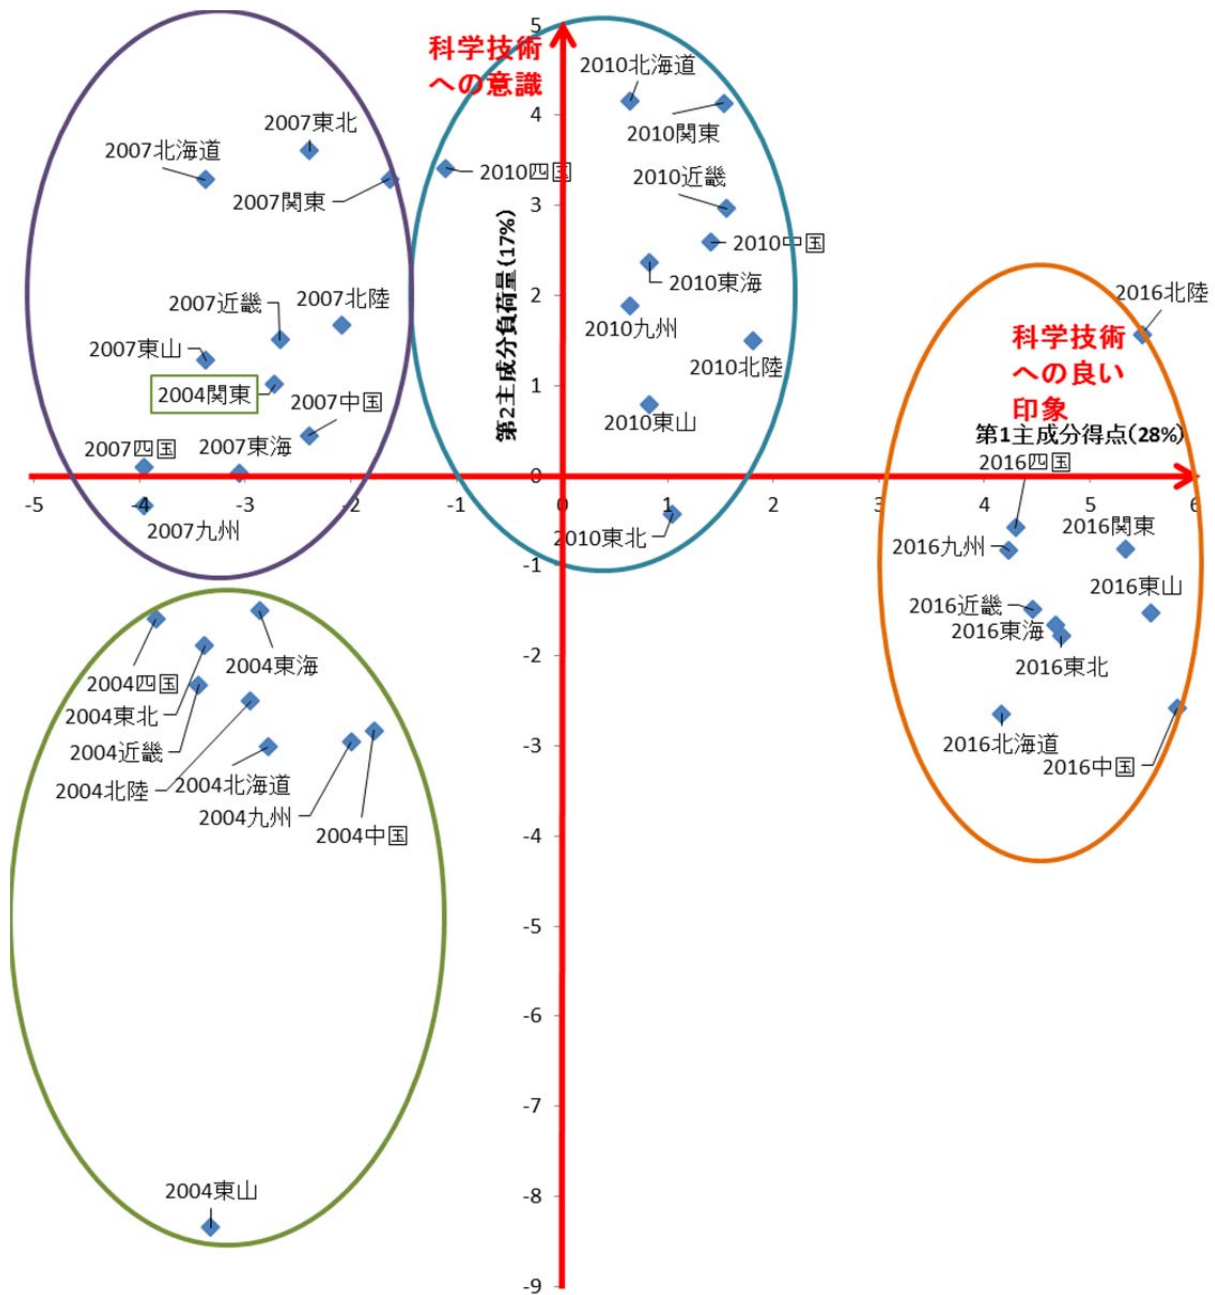 5
科学技術
への意識
2010北海道
4
2007東北
2010関東
2007北海道
2010四国
2010近畿
2007関東
3
第2主成分負荷量(17%)
2010中国
2010東海
2016北陸
2007近畿
2007北陸
2
2010九州
科学技術
への良い
印象
2007東山
2010北陸
2004関東
1
2007中国
2010東山
第1主成分得点(28%)
2007四国
2007東海
2016四国
0
-5
-4
-3
-2
-1
0
1
2
3
4
5
6
2007九州
2010東北
2016関東
2016九州
-1
2016東山
2016近畿
2016東海
-2
2004東海
2016東北
2004四国
2004東北
2004近畿
-3
2016北海道
2016中国
2004北陸
2004北海道
2004九州
2004中国
-4
-5
-6
-7
2004東山
-8
-9